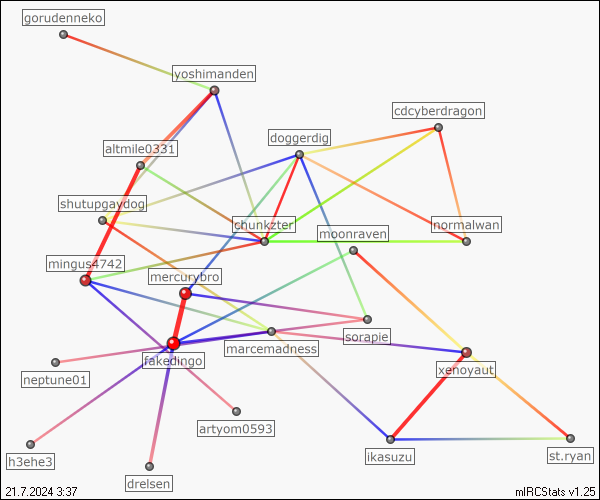 gorudenneko
yoshimanden
cdcyberdragon
doggerdig
altmile0331
shutupgaydog
chunkzter
normalwan
moonraven
mingus4742
mercurybro
sorapie
marcemadness
fakedingo
xenoyaut
neptune01
artyom0593
ikasuzu
st.ryan
h3ehe3
drelsen
21.7.2024 3:37
mIRCStats v1.25